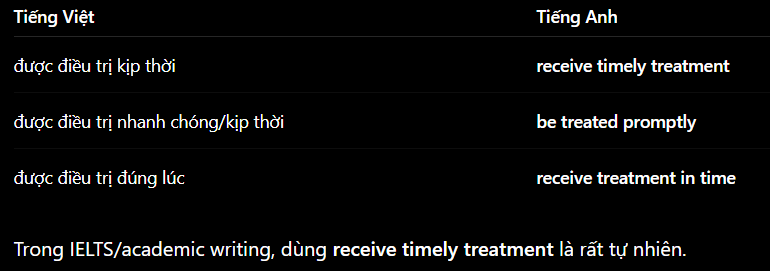 Tiếng Việt Tiếng Anh
được điều trị kịp thời receive timely treatment
được điều trị nhanh chóng/kịp thời be treated promptly
được điều trị đúng lúc receive treatment in time
Trong IELTS/academic writing, dùng receive timely treatment là rất tự nhiên.